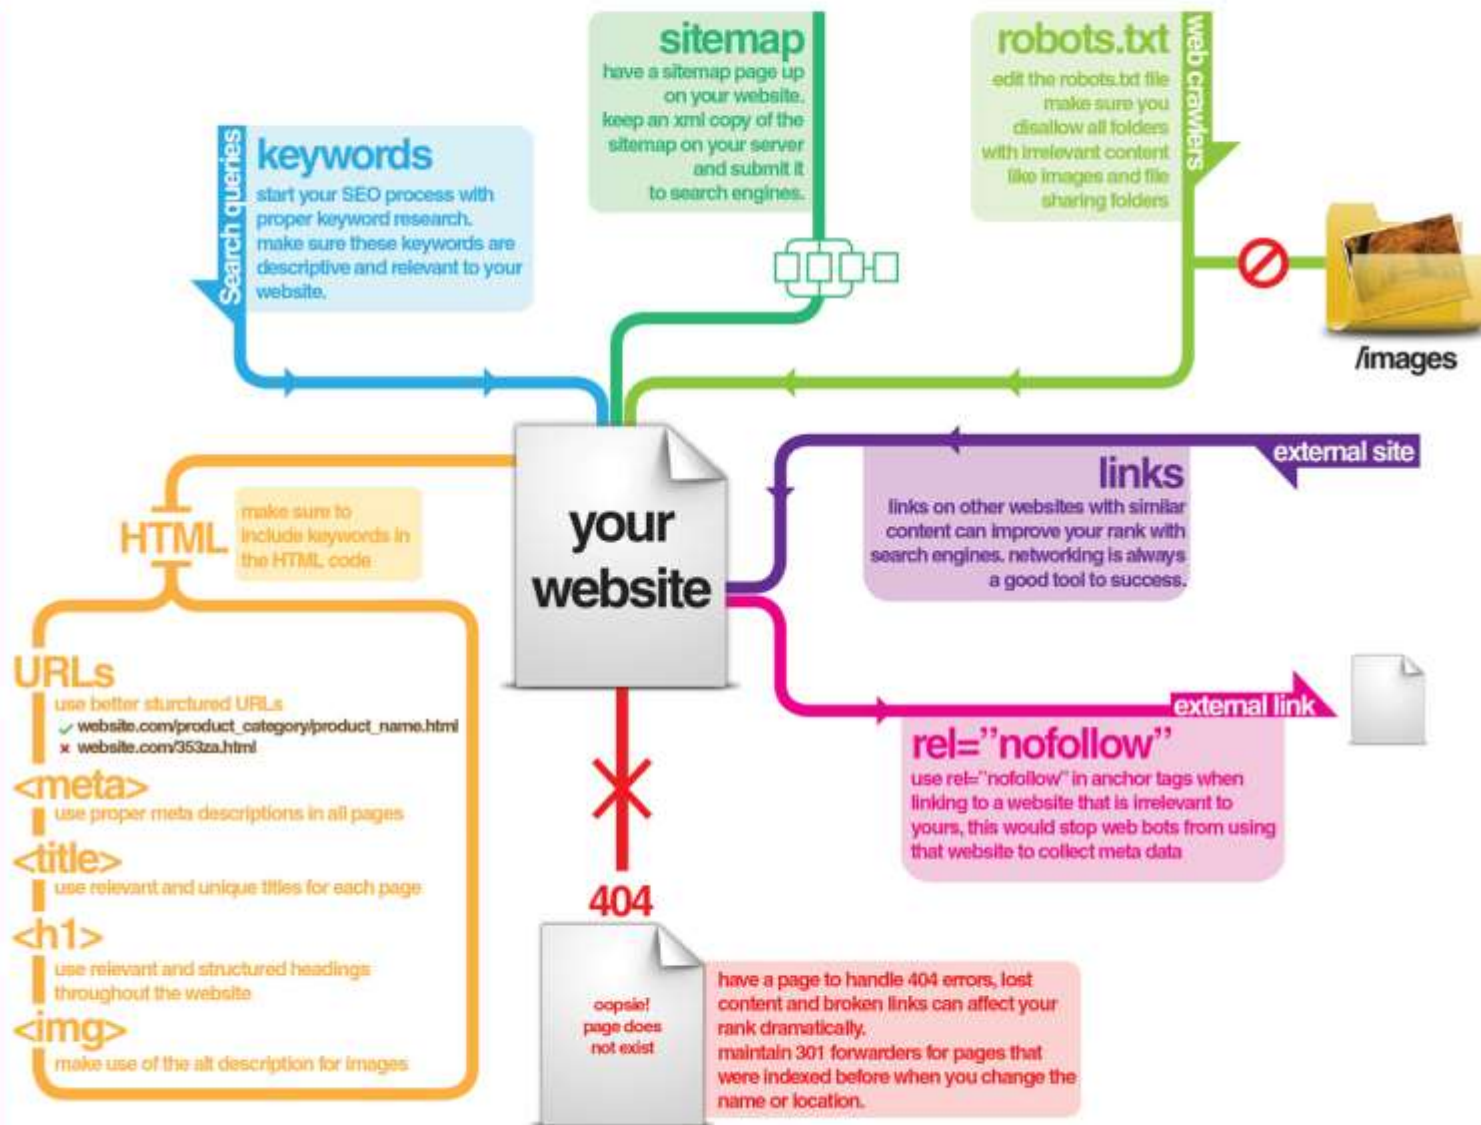 sitemap
have a sitemap page up
on your website.
keep an xml copy of the
sitemap on your server
and submit it
to search engines.
robots.txt
edit the robots.txt file
make sure you
disallow all folders
with irrelevant content
like images and file
sharing folders
web crawlers
/images
Search queries
keywords
start your SEO process with
proper keyword research.
make sure these keywords are
descriptive and relevant to your
website.
your
website
external site
links
links on other websites with similar
content can improve your rank with
search engines. networking is always
a good tool to success.
external link
rel="nofollow"
use rel="nofollow" in anchor tags when
linking to a website that is irrelevant to
yours, this would stop web bots from using
that website to collect meta data
HTML
make sure to
include keywords in
the HTML code
URLs
use better sturctured URLs
website.com/product_category/product_name.html
website.com/353za.html
<meta>
use proper meta descriptions in all pages
<title>
use relevant and unique titles for each page
<h1>
use relevant and structured headings
throughout the website
<img>
make use of the alt description for images
404
oopsie!
page does
not exist
have a page to handle 404 errors, lost
content and broken links can affect your
rank dramatically.
maintain 301 forwarders for pages that
were indexed before when you change the
name or location.